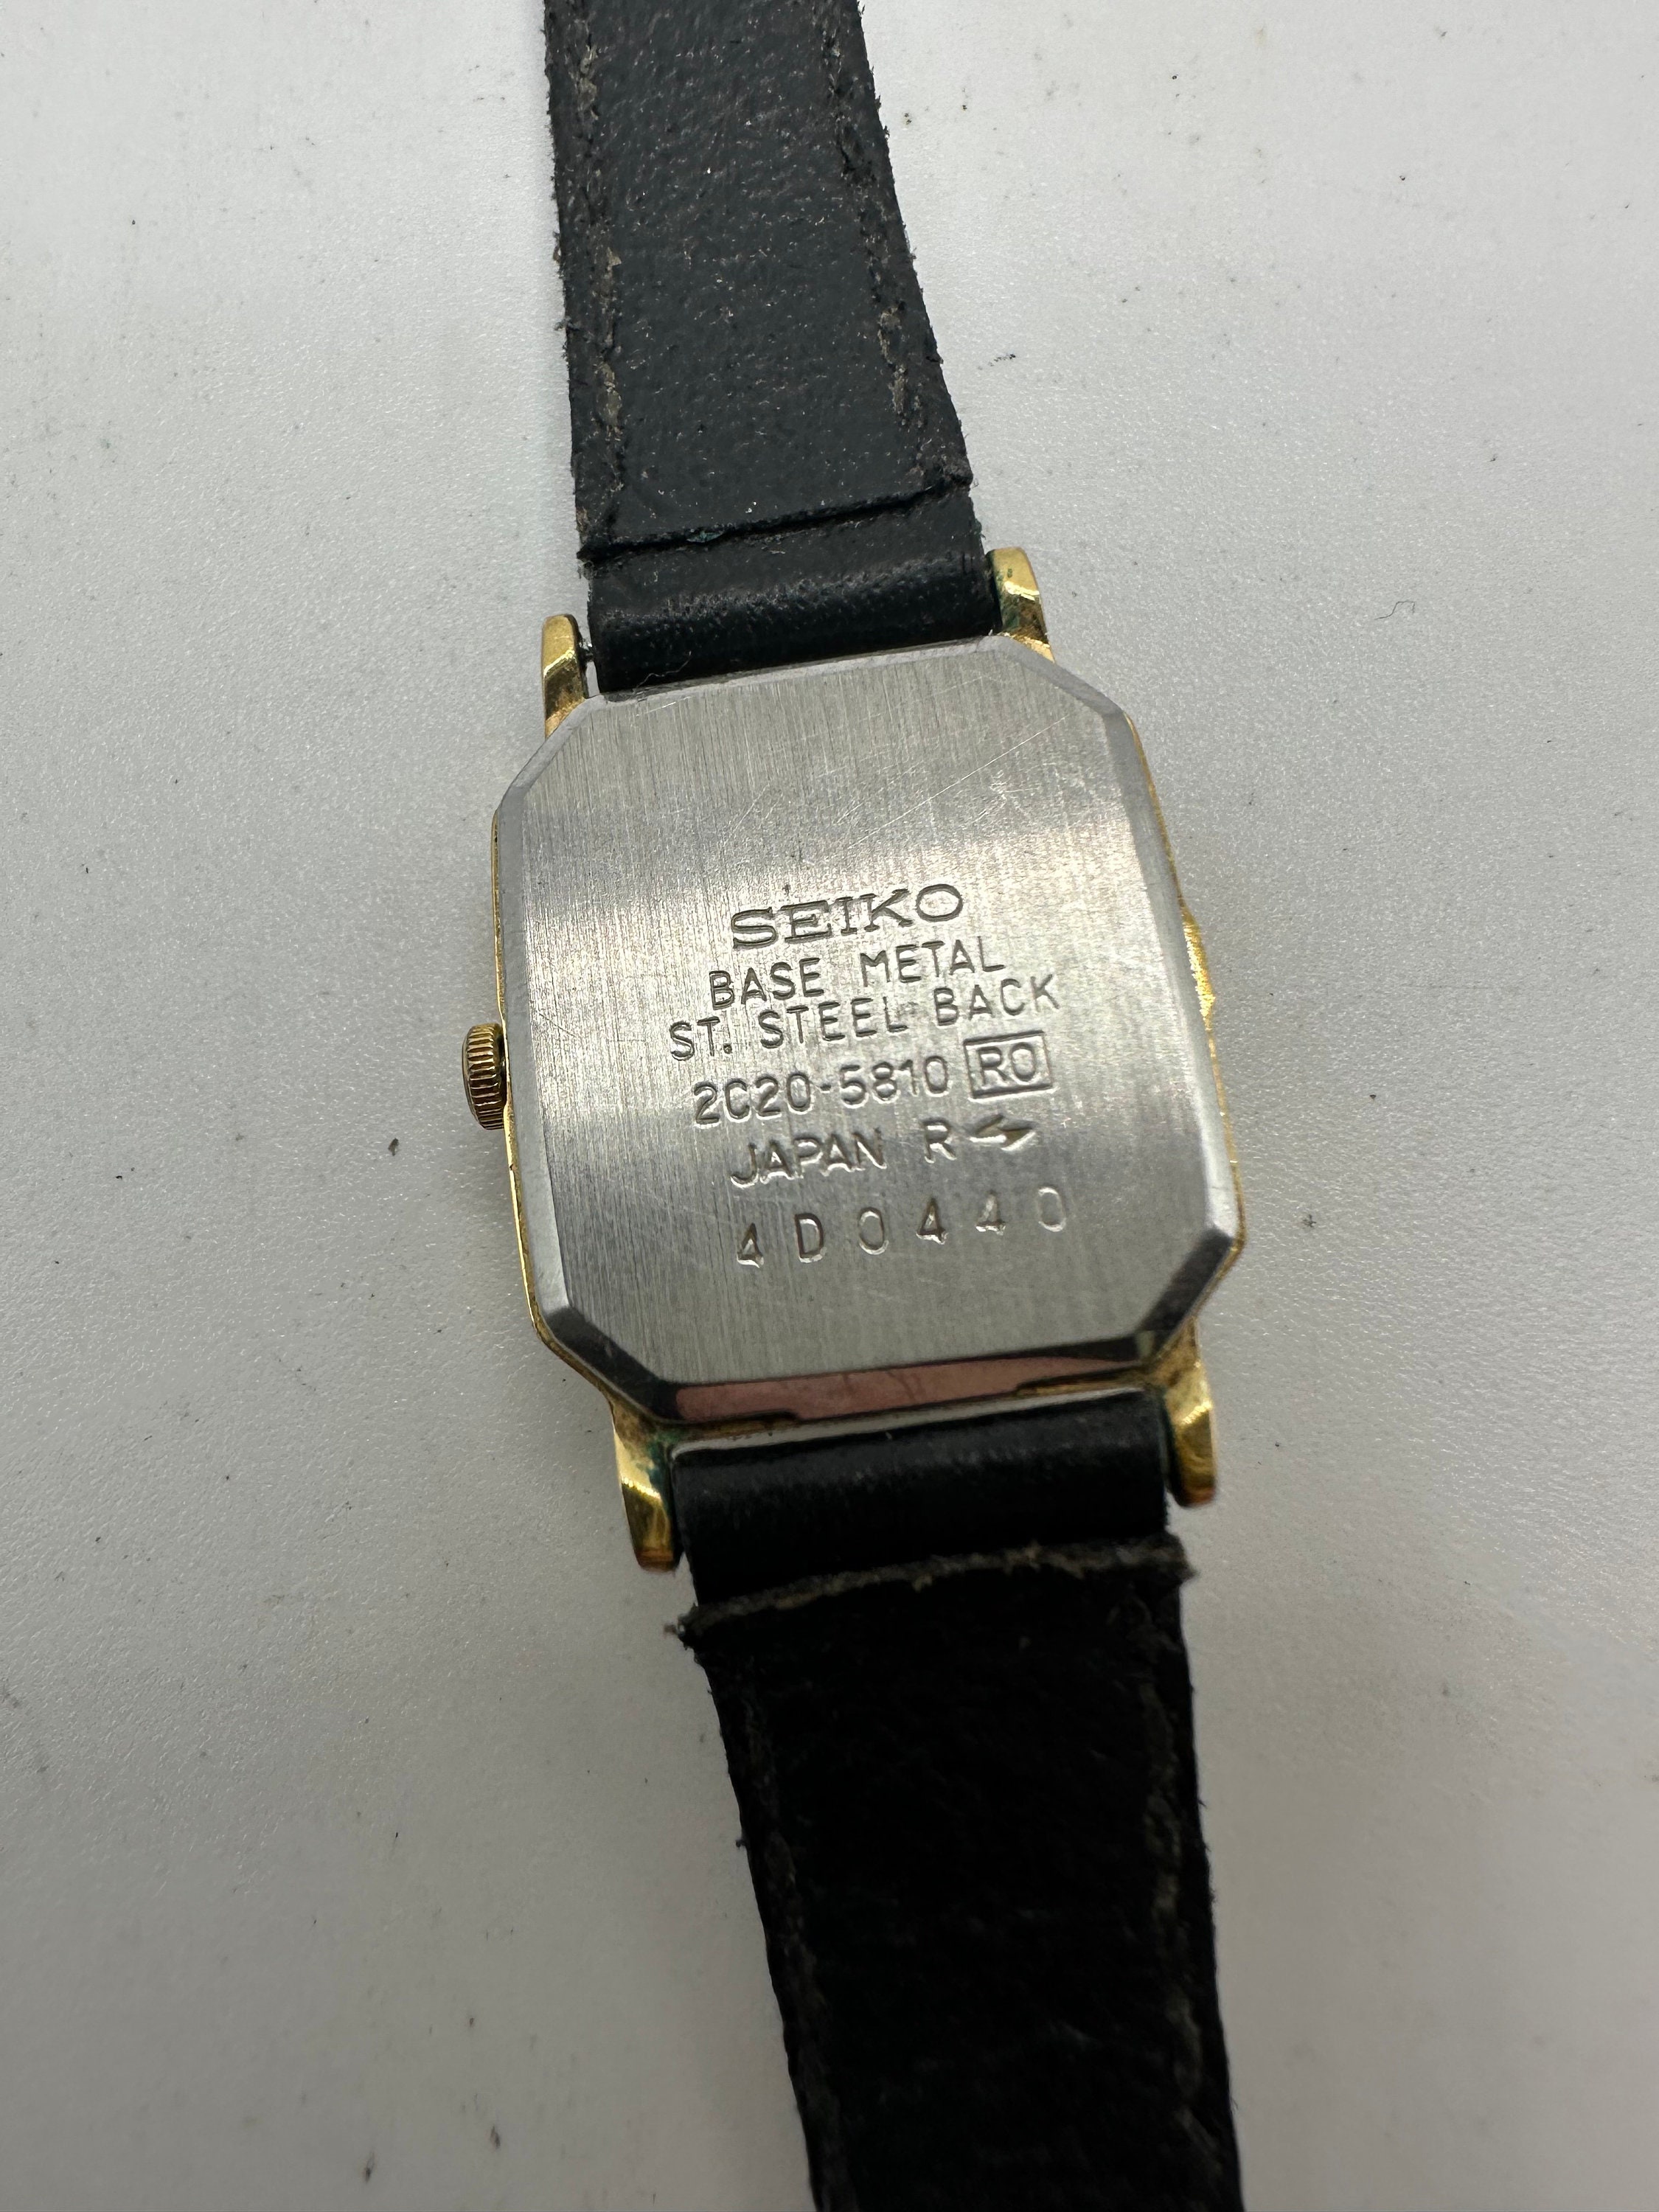 SEIKO
BASE METAL
ST. STEEL BACK
2C20-5810 RO
JAPAN R
4D0440